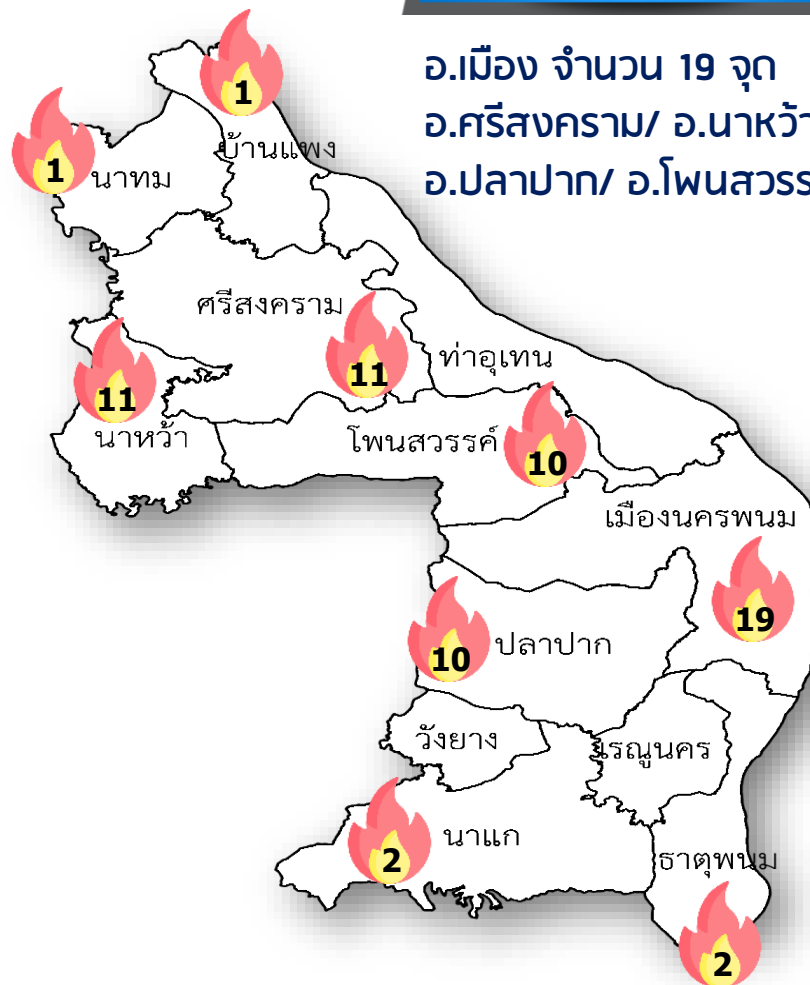 อ.เมือง จำนวน 19 จุด
อ.ศรีสงคราม/ อ.นาหว้า
อ.ปลาปาก/ อ.โพนสวรร
1
บ้านแพง
1
นาทม
ศรีสงคราม
11
ท่าอุเทน
11
นาหว้า
โพนสวรรค์
10
เมืองนครพนม
19
10
ปลาปาก
วังยาง
เรณูนคร
2
นาแก
ธาตุพนม
2